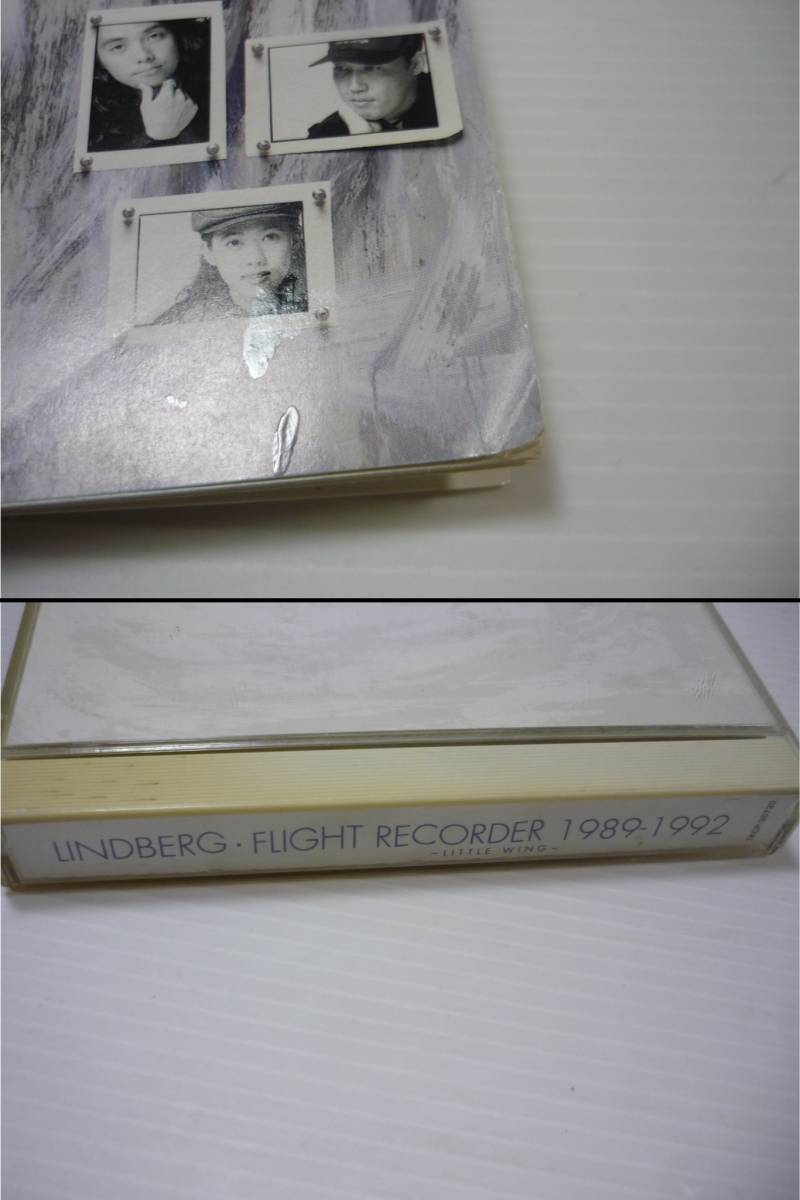 LINDBERG · FLIGHT RECORDER 1989-1992
~LITTLE WING~